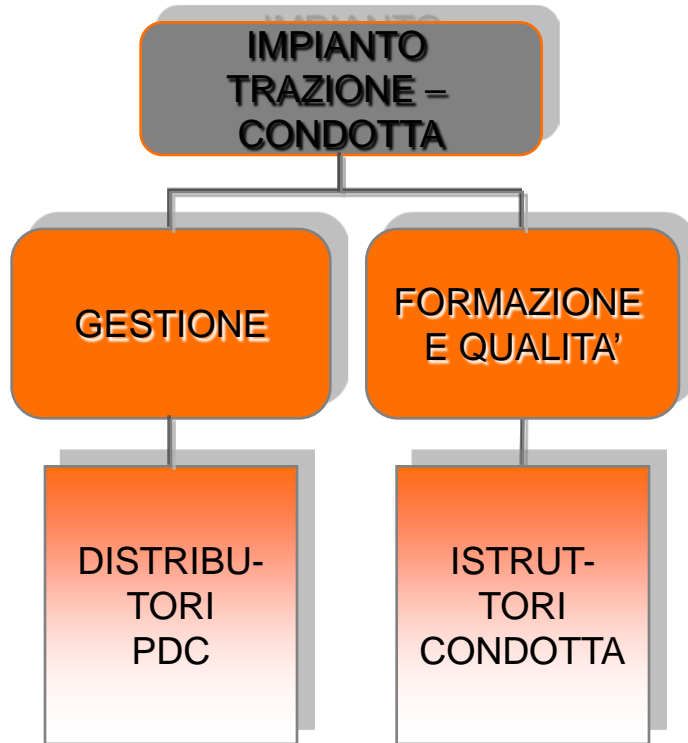 IMPIANTO
TRAZIONE –
CONDOTTA
GESTIONE
FORMAZIONE
E QUALITA’
DISTRIBU-
TORI
PDC
ISTRUT-
TORI
CONDOTTA